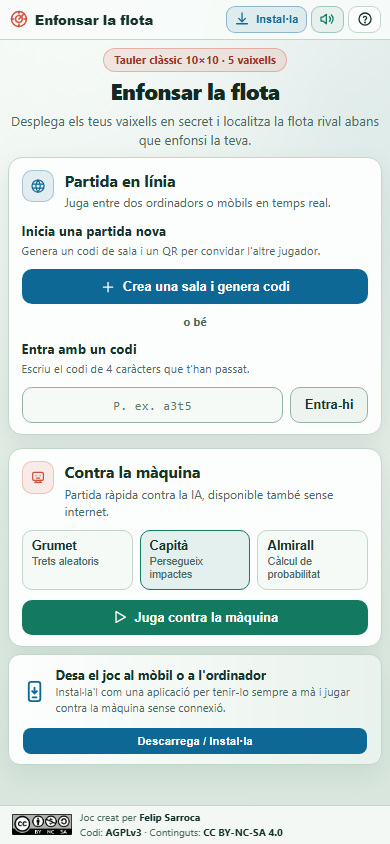 Enfonsar la flota
Instal·la
Tauler clàssic 10×10 · 5 vaixells
Enfonsar la flota
Desplega els teus vaixells en secret i localitza la flota rival abans
que enfonsi la teva.
Partida en línia
Juga entre dos ordinadors o mòbils en temps real.
Inicia una partida nova
Genera un codi de sala i un QR per convidar l'altre jugador.
Crea una sala i genera codi
o bé
Entra amb un codi
Escriu el codi de 4 caràcters que t'han passat.
P. ex. a3t5
Entra-hi
Contra la màquina
Partida ràpida contra la IA, disponible també sense
internet.
Grumet
Trets aleatoris
Capità
Persegueix
impactes
Almirall
Càlcul de
probabilitat
Juga contra la màquina
Desa el joc al mòbil o a l'ordinador
Instal·la'l com una aplicació per tenir-lo sempre a mà i jugar
contra la màquina sense connexió.
Descarrega / Instal·la
CC BY NC SA
Joc creat per Felip Sarroca
Codi: AGPLv3 · Continguts: CC BY-NC-SA 4.0